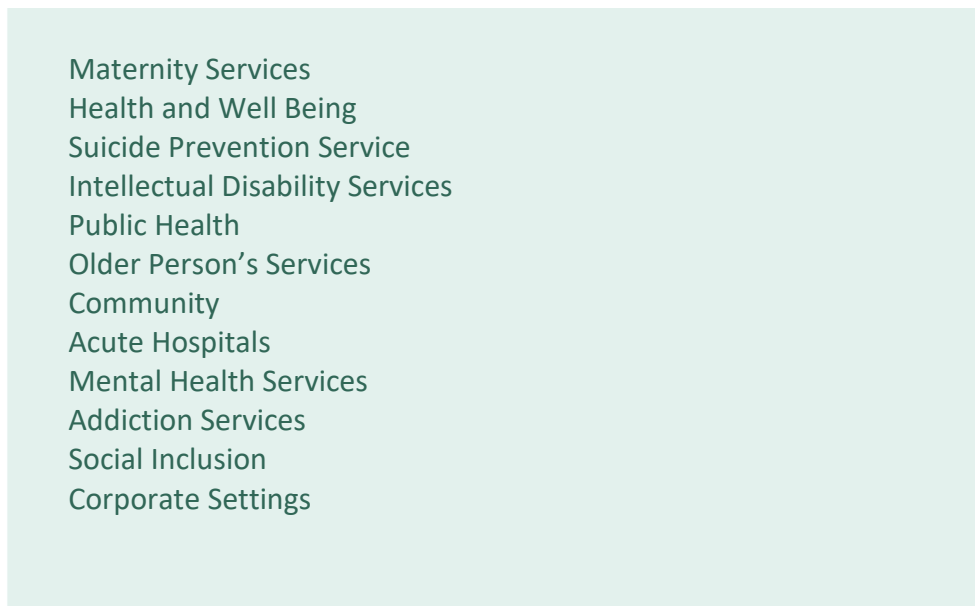 Maternity Services
Health and Well Being
Suicide Prevention Service
Intellectual Disability Services
Public Health
Older Person’s Services
Community
Acute Hospitals
Mental Health Services
Addiction Services
Social Inclusion
Corporate Settings